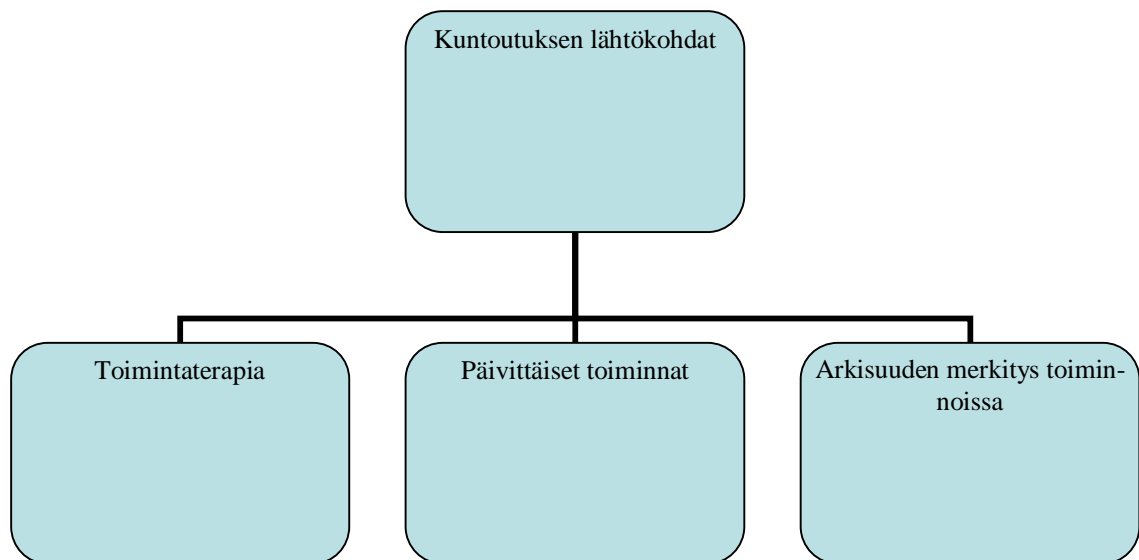 Kuntoutuksen lähtökohdat
Toimintaterapia
Päivittäiset toiminnat
Arkisuuden merkitys toimin-
noissa